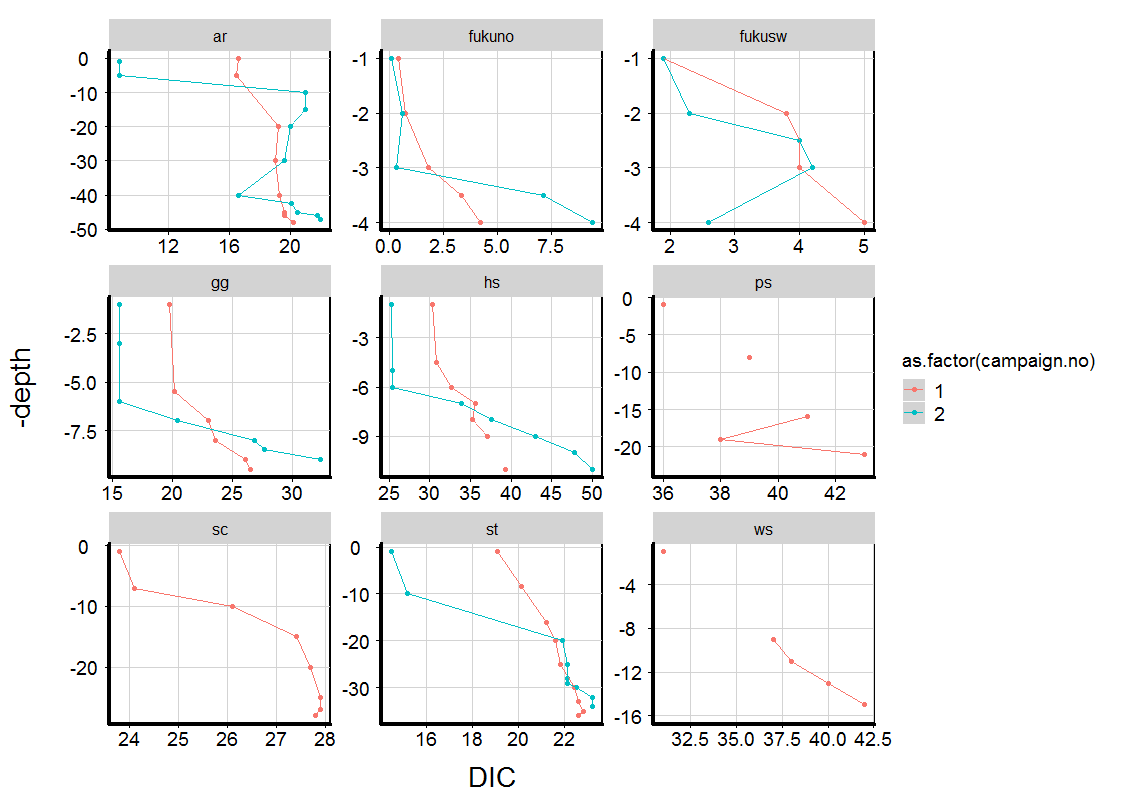 ar fukuno fukusw
0
-10
-20
-30
-40
-50
12 16 20
-1
-2
-3
-4
0.0 2.5 5.0 7.5
-1
-2
-3
-4
2 3 4 5
gg hs ps
-2.5
-5.0
-7.5
15 20 25 30
-3
-6
-9
25 30 35 40 45 50
0
-5
-10
-15
-20
36 38 40 42
sc st ws
0
-10
-20
24 25 26 27 28
0
-10
-20
-30
16 18 20 22
-4
-8
-12
-16
32.5 35.0 37.5 40.0 42.5
-depth
DIC
as.factor(campaign.no)
1
2